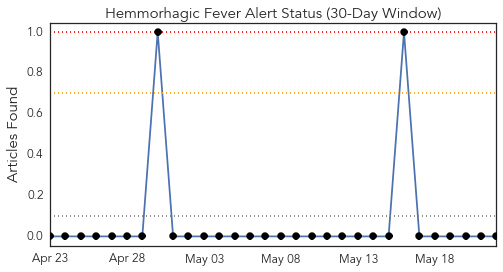 Hemmorhagic Fever Alert Status (30-Day Window)
Articles Found
1.0
0.8
0.6
0.4
0.2
0.0
Apr 23 Apr 28 May 03 May 08 May 13 May 18